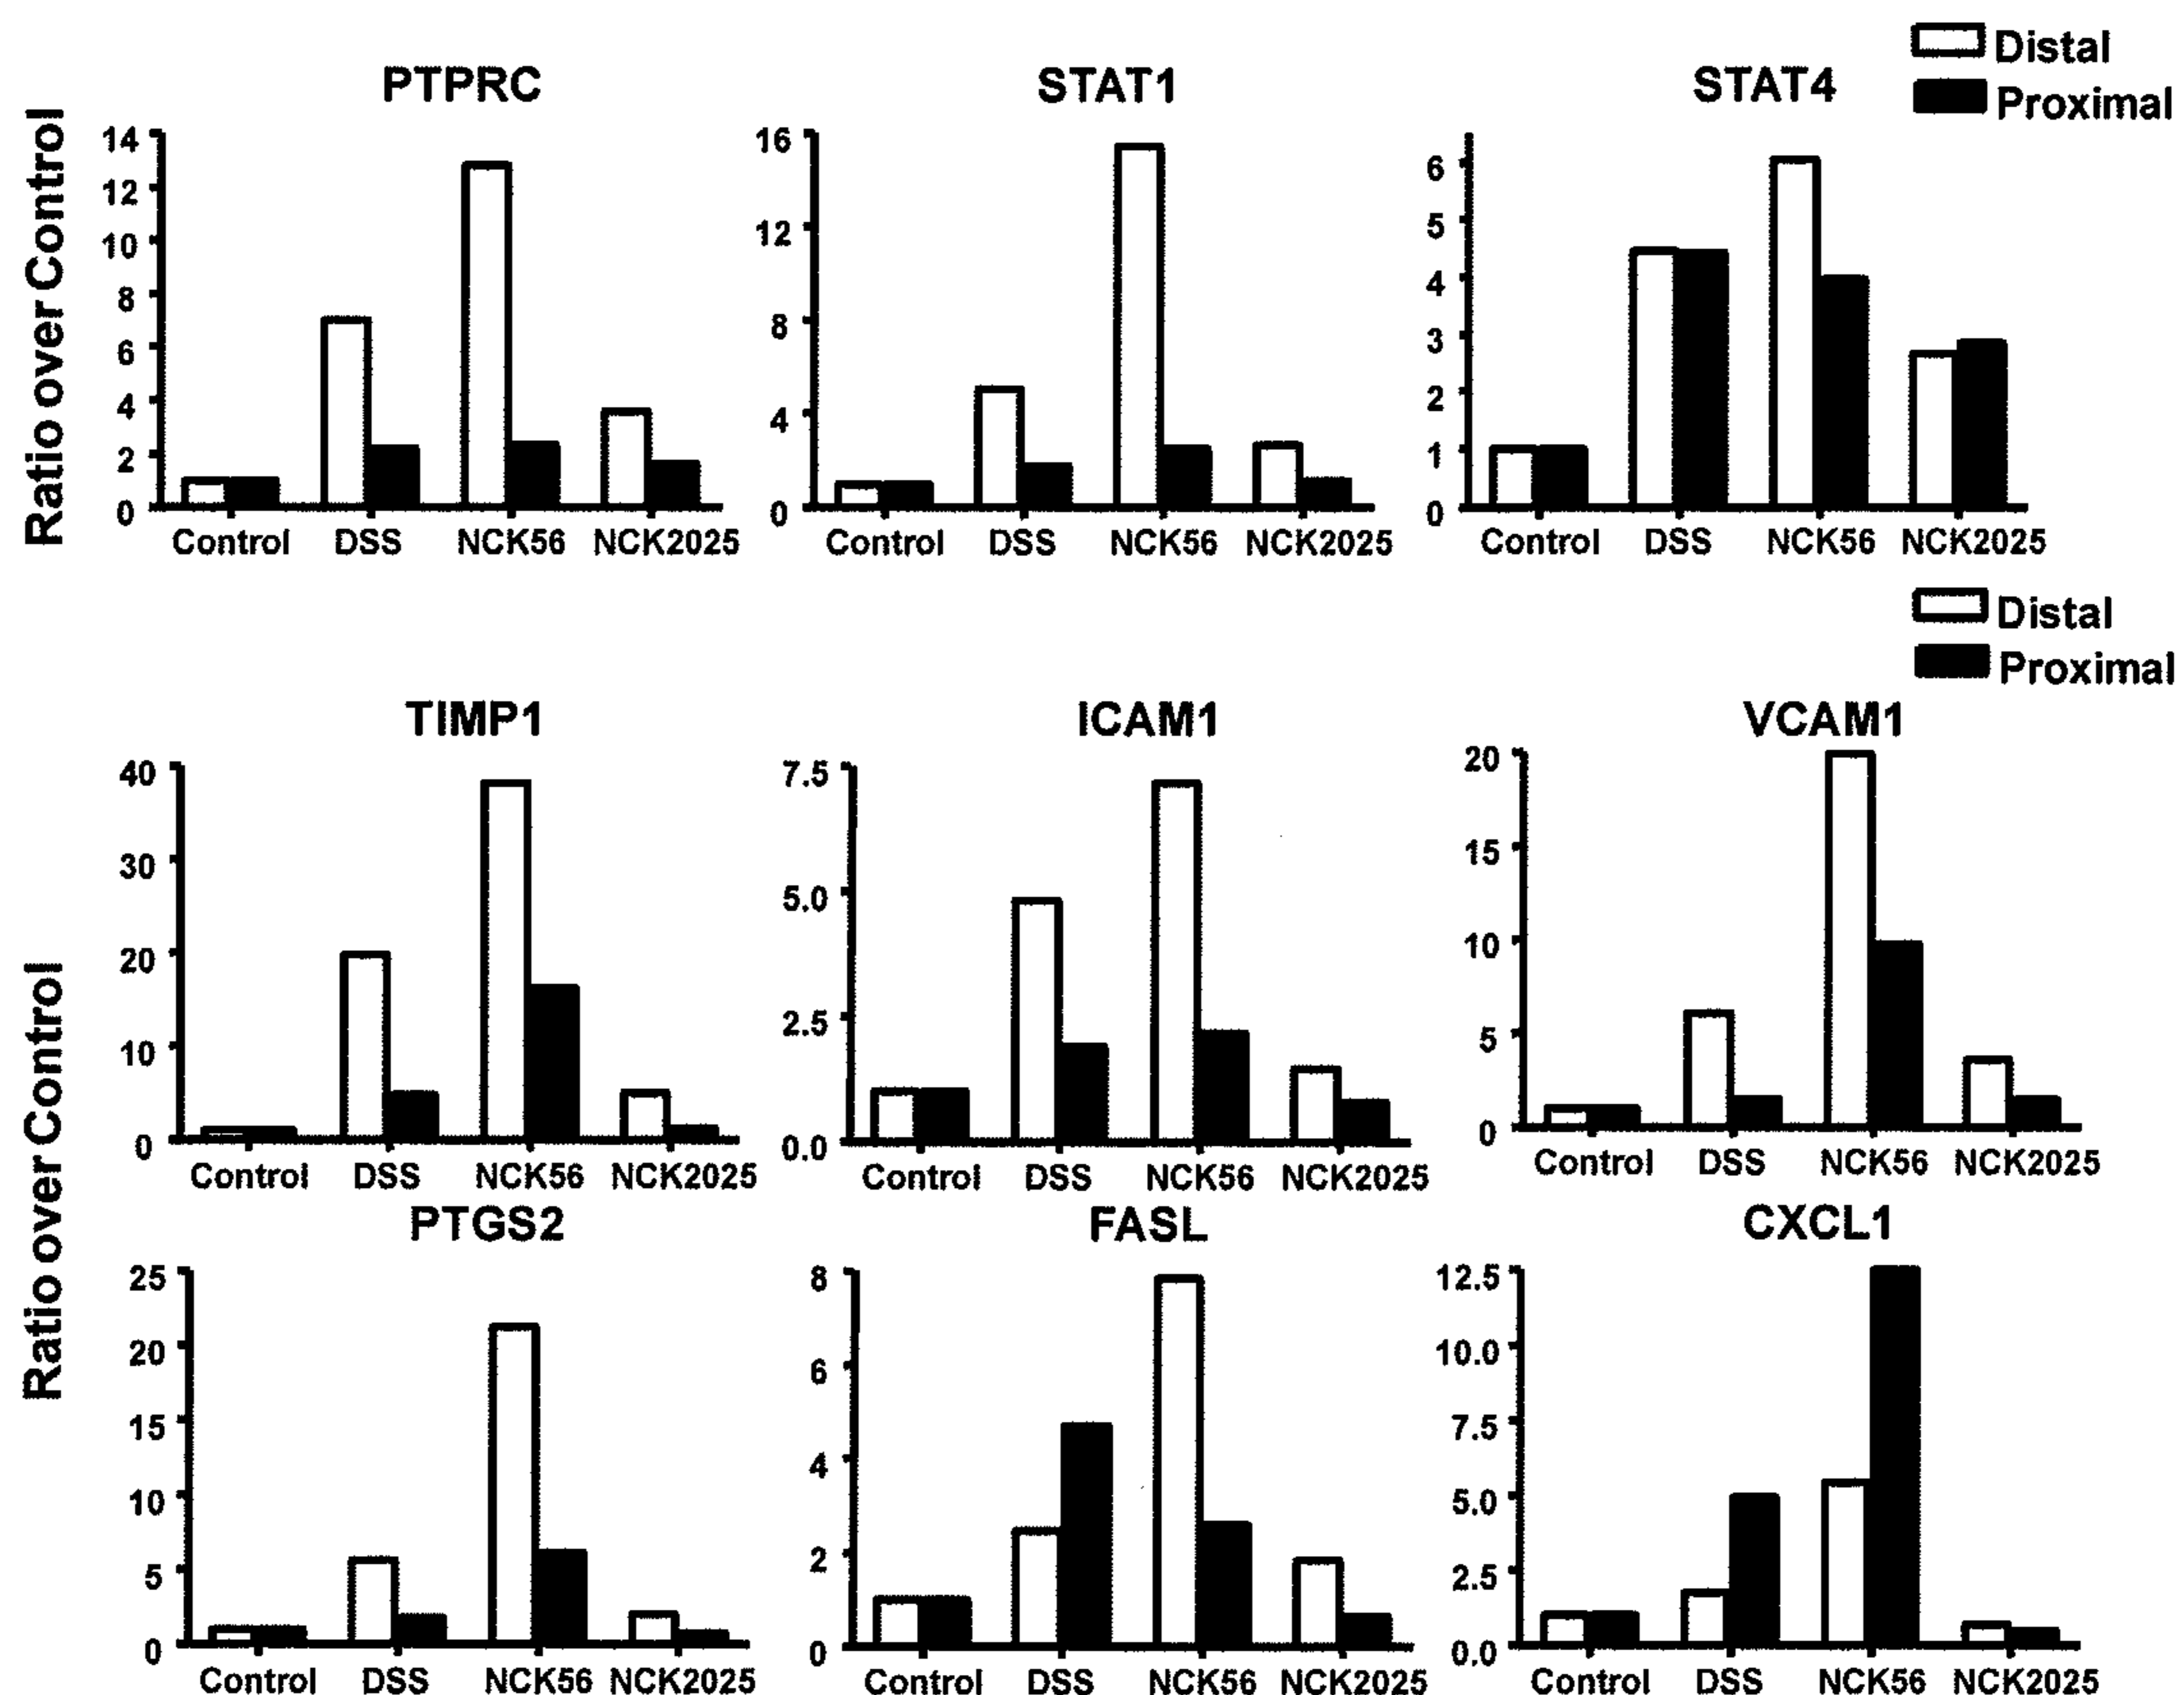 Distal
Proximal
PTPRC STAT1 STAT4
Ratio over Control
14
12
10
8
6
4
2
0
Control DSS NCK56 NCK2025
16
12
8
4
0
Control DSS NCK56 NCK2025
6
5
4
3
2
1
0
Control DSS NCK56 NCK2025
Distal
Proximal
TIMP1 ICAM1 VCAM1
Ratio over Control
40
30
20
10
0
Control DSS NCK56 NCK2025
7.5
5.0
2.5
0.0
Control DSS NCK56 NCK2025
20
15
10
5
0
Control DSS NCK56 NCK2025
PTGS2 FASL CXCL1
25
20
15
10
5
0
Control DSS NCK56 NCK2025
8
6
4
2
0
Control DSS NCK56 NCK2025
12.5
10.0
7.5
5.0
2.5
0.0
Control DSS NCK56 NCK2025